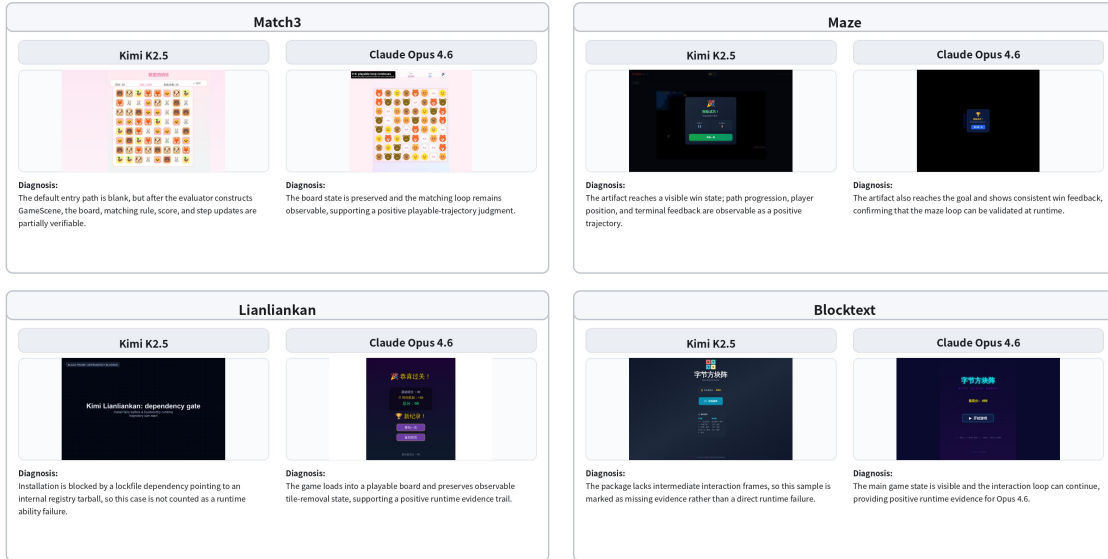 Match3
Kimi K2.5
Claude Opus 4.6
Diagnosis:
The default entry path is blank, but after the evaluator constructs
GameScene, the board, matching rule, score, and step updates are
partially verifiable.
Diagnosis:
The board state is preserved and the matching loop remains
observable, supporting a positive playable-trajectory judgment.
Maze
Kimi K2.5
Claude Opus 4.6
Diagnosis:
The artifact reaches a visible win state; path progression, player
position, and terminal feedback are observable as a positive
trajectory.
Diagnosis:
The artifact also reaches the goal and shows consistent win feedback,
confirming that the maze loop can be validated at runtime.
Lianliankan
Kimi K2.5
Claude Opus 4.6
Kimi Lianliankan: dependency gate
恭喜过关！
新纪录！
Diagnosis:
Installation is blocked by a lockfile dependency pointing to an
internal registry tarball, so this case is not counted as a runtime
ability failure.
Diagnosis:
The game loads into a playable board and preserves observable
tile-removal state, supporting a positive runtime evidence trail.
Blocktext
Kimi K2.5
Claude Opus 4.6
字节方块阵
字节方块阵
开始游戏
Diagnosis:
The package lacks intermediate interaction frames, so this sample is
marked as missing evidence rather than a direct runtime failure.
Diagnosis:
The main game state is visible and the interaction loop can continue,
providing positive runtime evidence for Opus 4.6.